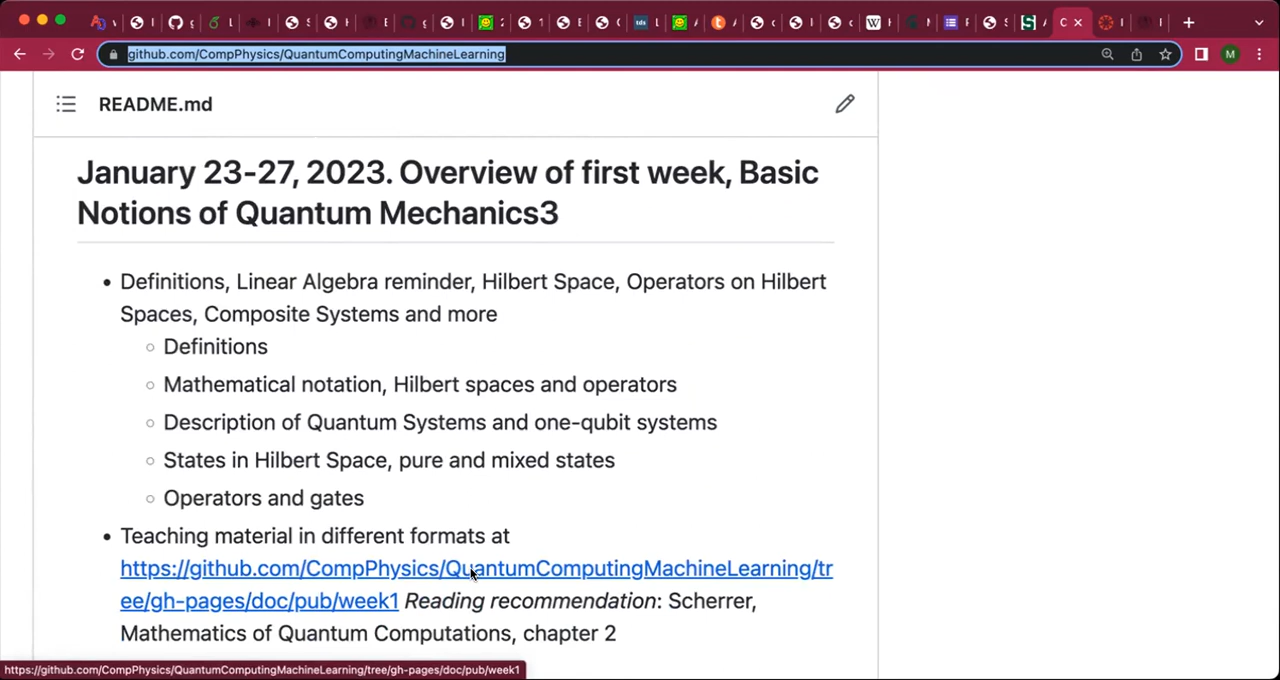 github.com/CompPhysics/QuantumComputingMachineLearning
M
README.md
January 23-27, 2023. Overview of first week, Basic
Notions of Quantum Mechanics3
Definitions, Linear Algebra reminder, Hilbert Space, Operators on Hilbert
Spaces, Composite Systems and more
Definitions
Mathematical notation, Hilbert spaces and operators
Description of Quantum Systems and one-qubit systems
States in Hilbert Space, pure and mixed states
Operators and gates
Teaching material in different formats at
https://github.com/CompPhysics/QuantumComputingMachineLearning/tr
ee/gh-pages/doc/pub/week1 Reading recommendation: Scherrer,
Mathematics of Quantum Computations, chapter 2
https://github.com/CompPhysics/QuantumComputingMachineLearning/tree/gh-pages/doc/pub/week1